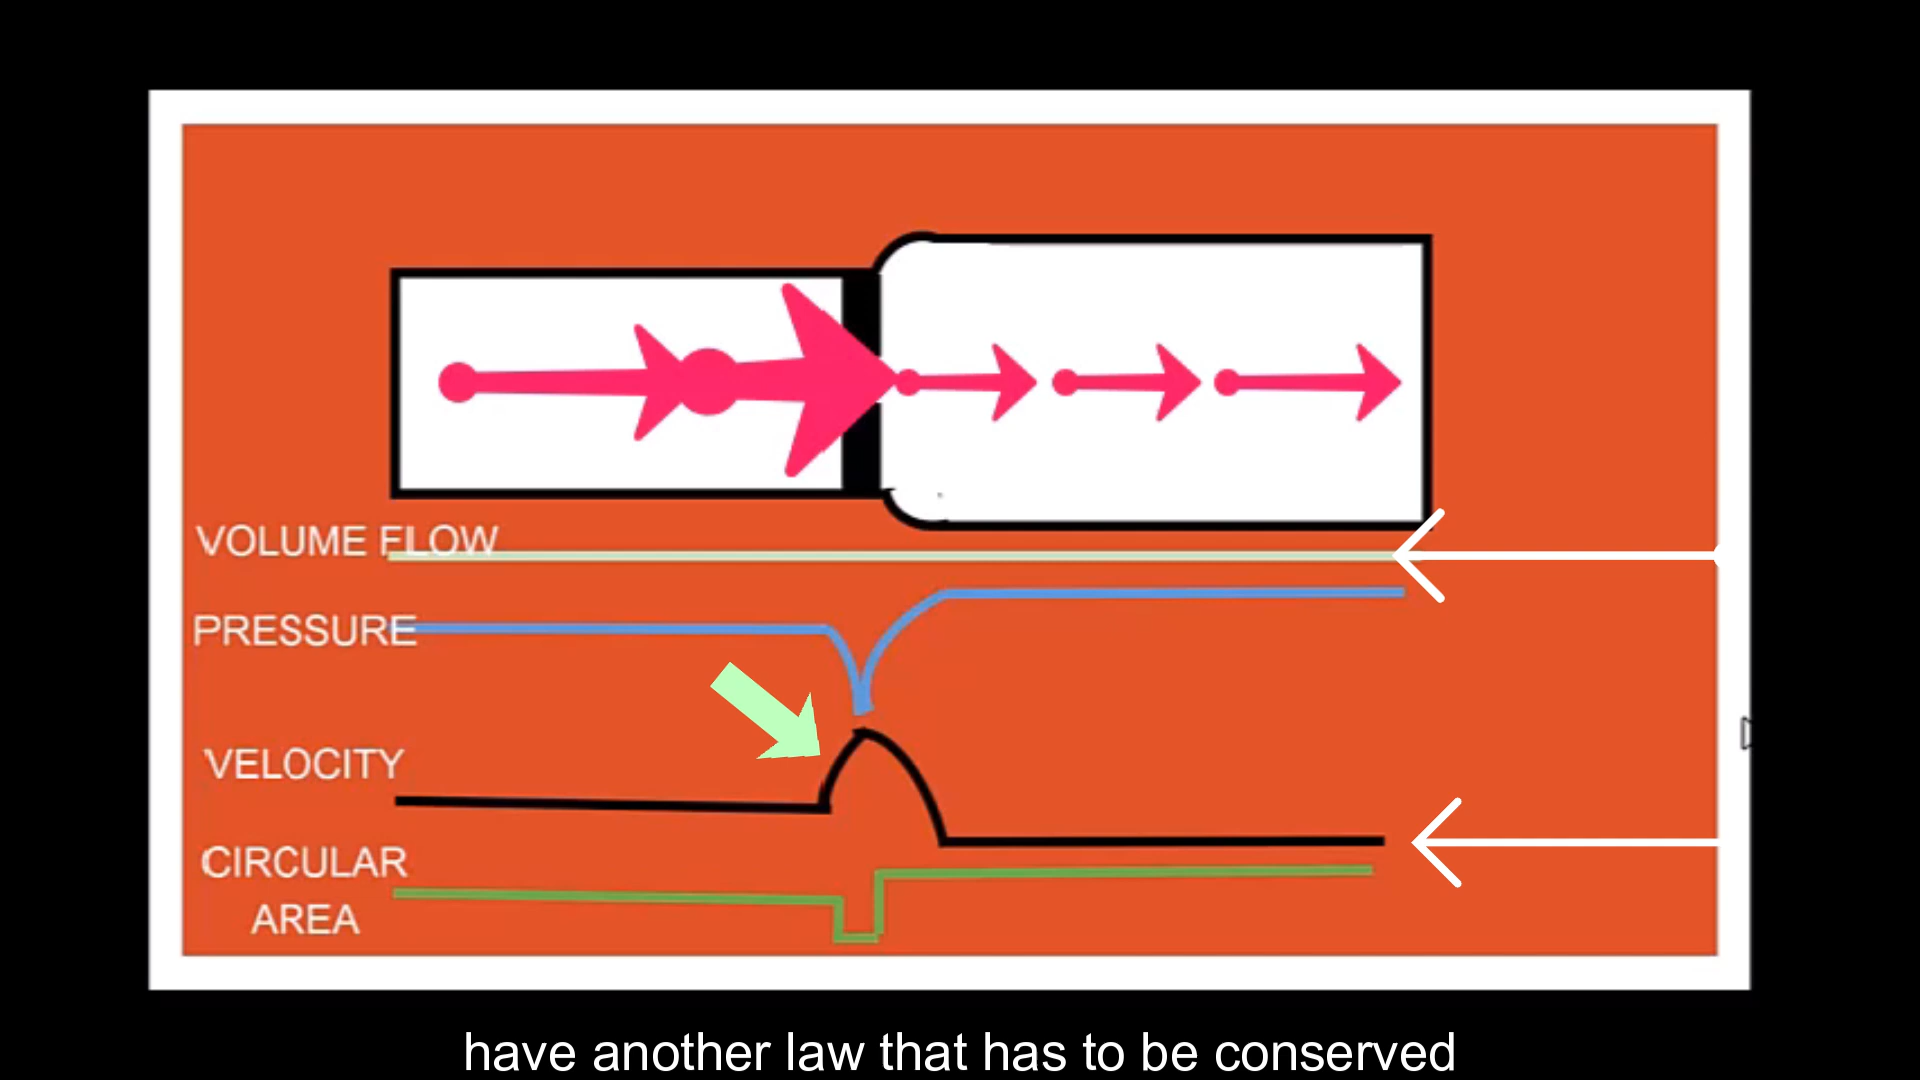 VOLUME FLOW
PRESSURE
VELOCITY
CIRCULAR
AREA
have another law that has to be conserved